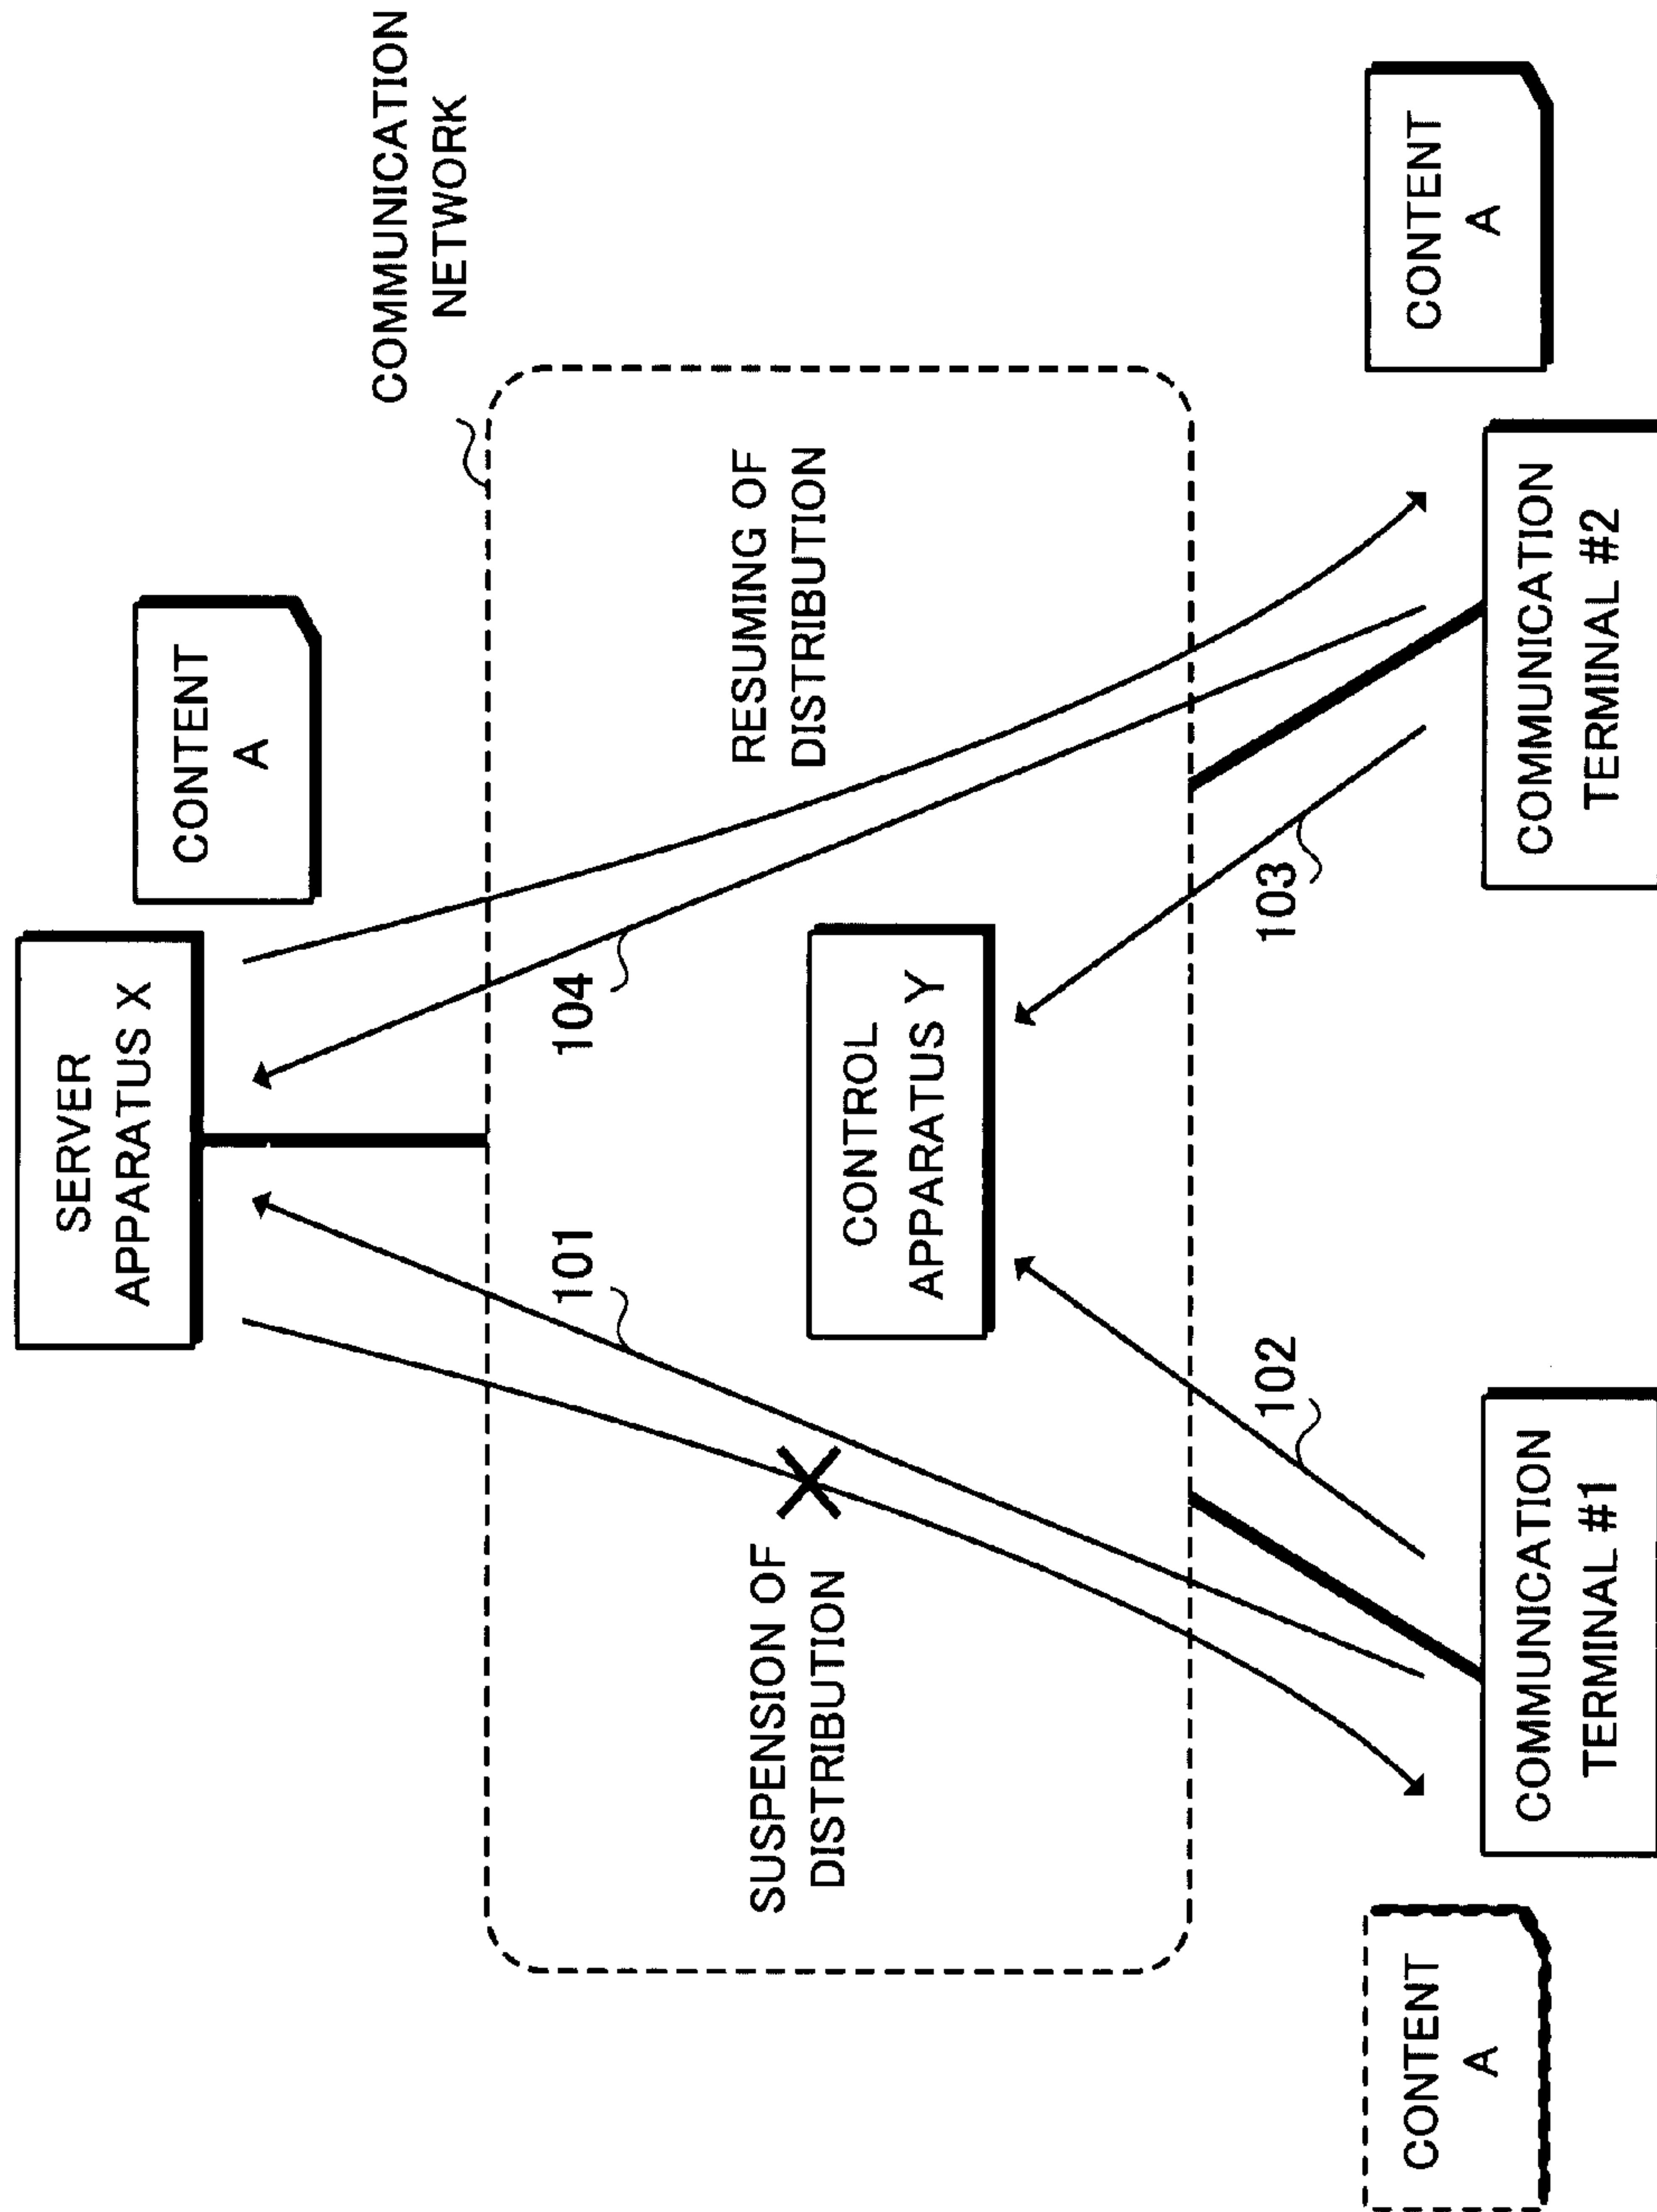 SERVER
APPARATUS X
CONTENT
A
COMMUNICATION
NETWORK
101
104
SUSPENSION OF
DISTRIBUTION
CONTROL
APPARATUS Y
RESUMING OF
DISTRIBUTION
102
103
CONTENT
A
COMMUNICATION
TERMINAL #1
COMMUNICATION
TERMINAL #2
CONTENT
A